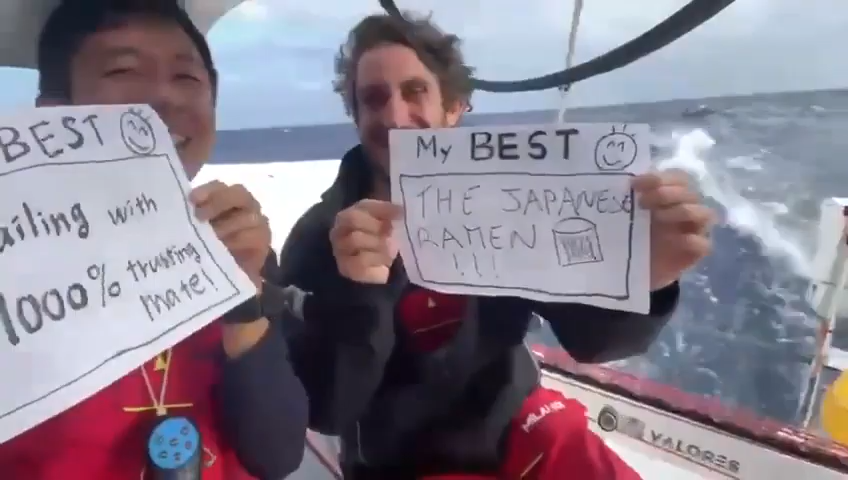 BEST
ailing with
1000% trusting
mate!
My BEST
THE JAPANESE
RAMEN
!!!
VALORES